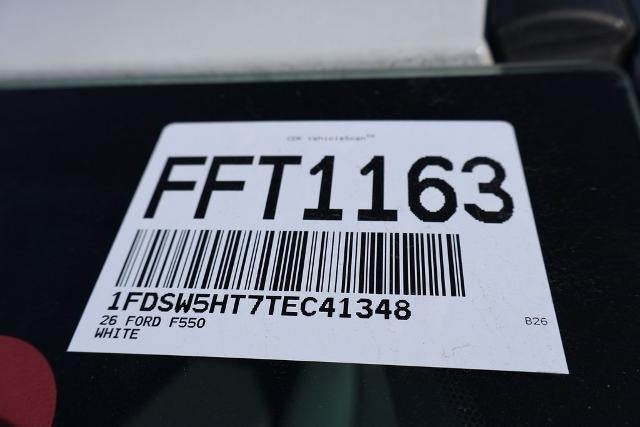 CDK VehicleScan™
FFT1163
1FDSW5HT7TEC41348
26 FORD F550
B26
WHITE